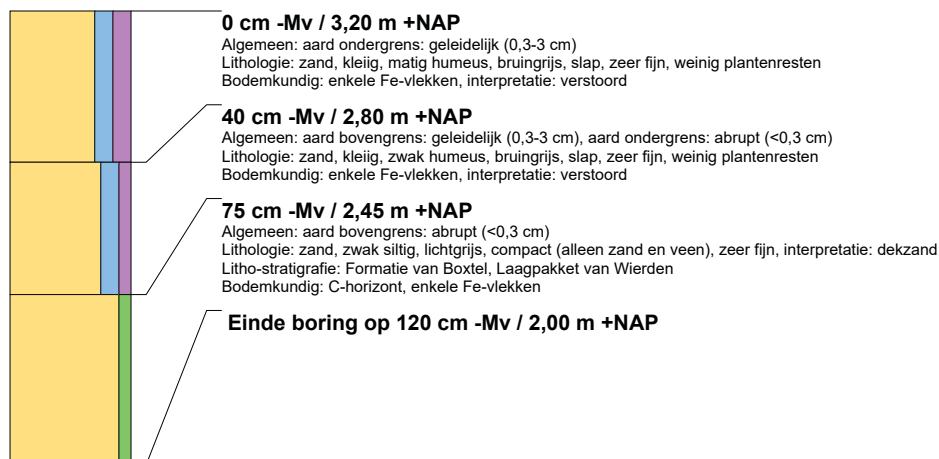 0 cm -Mv / 3,20 m +NAP
Algemeen: aard ondergrens: geleidelijk (0,3-3 cm)
Lithologie: zand, kleiig, matig humeus, bruingrijs, slap, zeer fijn, weinig plantenresten
Bodemkundig: enkele Fe-vlekken, interpretatie: verstoord
40 cm -Mv / 2,80 m +NAP
Algemeen: aard bovengrens: geleidelijk (0,3-3 cm), aard ondergrens: abrupt (<0,3 cm)
Lithologie: zand, kleiig, zwak humeus, bruingrijs, slap, zeer fijn, weinig plantenresten
Bodemkundig: enkele Fe-vlekken, interpretatie: verstoord
75 cm -Mv / 2,45 m +NAP
Algemeen: aard bovengrens: abrupt (<0,3 cm)
Lithologie: zand, zwak siltig, lichtgrijs, compact (alleen zand en veen), zeer fijn, interpretatie: dekzand
Litho-stratigrafie: Formatie van Boxtel, Laagpakket van Wierden
Bodemkundig: C-horizont, enkele Fe-vlekken
Einde boring op 120 cm -Mv / 2,00 m +NAP